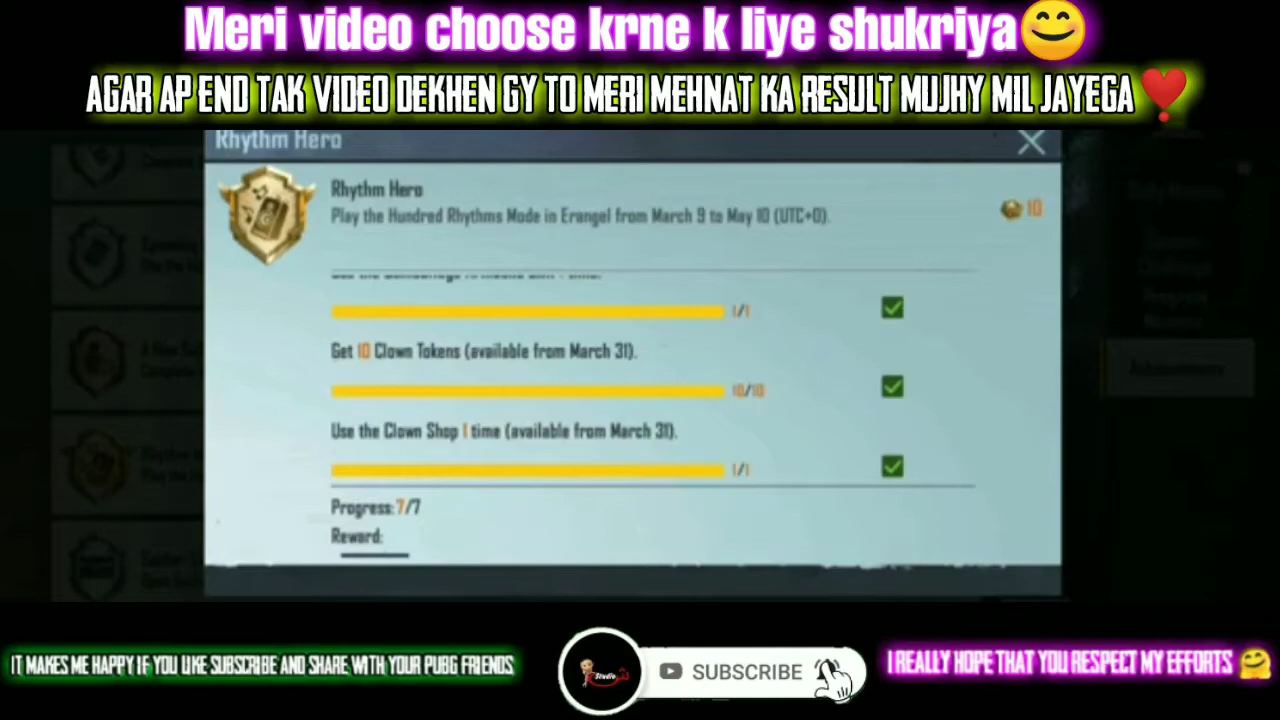 Meri video choose krne k liye shukriya😊
AGAR AP END TAK VIDEO DEKHEN GY TO MERI MEHNAT KA RESULT MUJHY MIL JAYEGA❣️
Rhythm Hero
Rhythm Hero
Play the Hundred Rhythms Mode in Erangel from March 9 to May 10 (UTC+0).
10
1/1
Get 10 Clown Tokens (available from March 31).
10/10
Use the Clown Shop 1 time (available from March 31).
1/1
Progress:7/7
Reward:
IT MAKES ME HAPPY IF YOU LIKE SUBSCRIBE AND SHARE WITH YOUR PUBG FRIENDS
Studio
SUBSCRIBE
I REALLY HOPE THAT YOU RESPECT MY EFFORTS 🤗